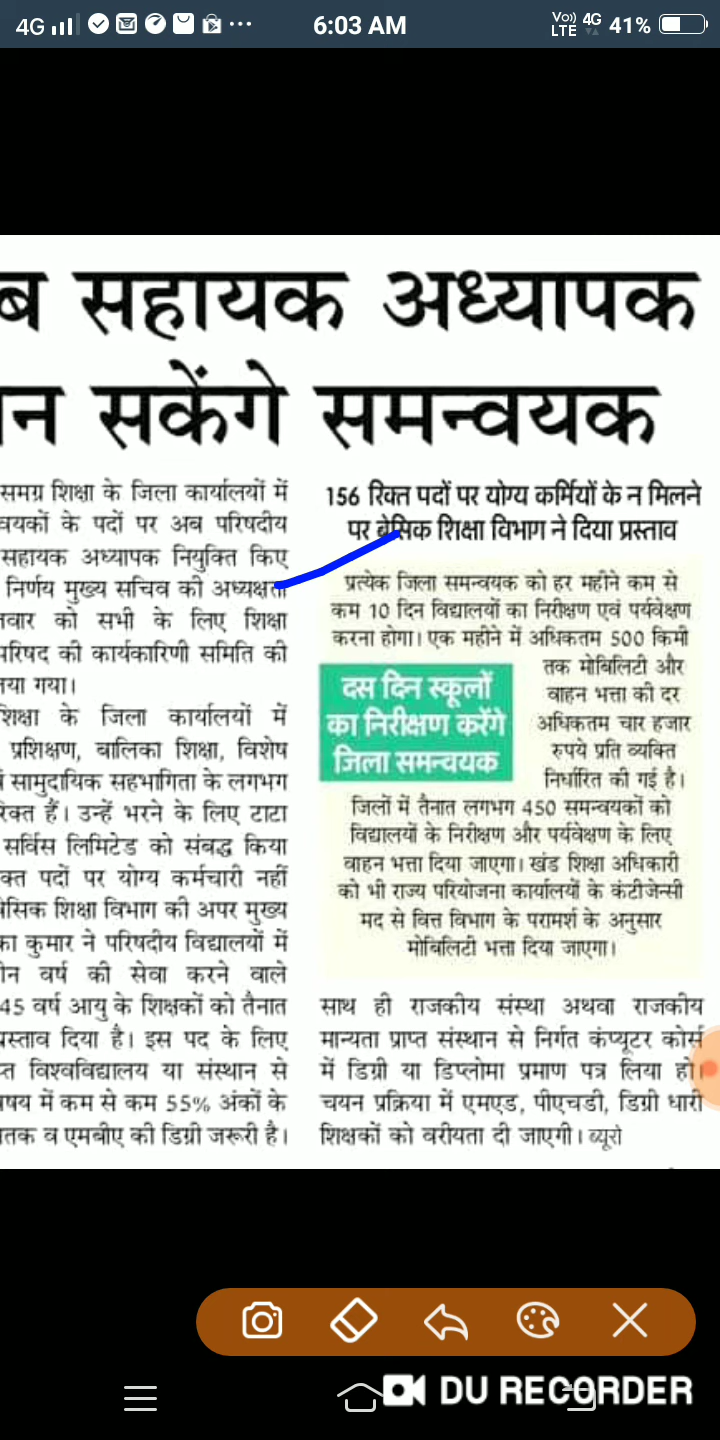 4G
6:03 AM
Vo))
LTE
4G
41%
ब सहायक अध्यापक
न सकेंगे समन्वयक
समग्र शिक्षा के जिला कार्यालयों में
वयकों के पदों पर अब परिषदीय
सहायक अध्यापक नियुक्ति किए
निर्णय मुख्य सचिव की अध्यक्षता
वार को सभी के लिए शिक्षा
परिषद की कार्यकारिणी समिति की
या गया।
शिक्षा के जिला कार्यालयों में
प्रशिक्षण, बालिका शिक्षा, विशेष
सामुदायिक सहभागिता के लगभग
रिक्त हैं। उन्हें भरने के लिए टाटा
सर्विस लिमिटेड को संबद्ध किया
क्त पदों पर योग्य कर्मचारी नहीं
बेसिक शिक्षा विभाग की अपर मुख्य
का कुमार ने परिषदीय विद्यालयों में
ीन वर्ष की सेवा करने वाले
45 वर्ष आयु के शिक्षकों को तैनात
प्रस्ताव दिया है। इस पद के लिए
प्त विश्वविद्यालय या संस्थान से
षय में कम से कम 55% अंकों के
तक व एमबीए की डिग्री जरूरी है।
156 रिक्त पदों पर योग्य कर्मियों के न मिलने
पर बेसिक शिक्षा विभाग ने दिया प्रस्ताव
प्रत्येक जिला समन्वयक को हर महीने कम से
कम 10 दिन विद्यालयों का निरीक्षण एवं पर्यवेक्षण
करना होगा। एक महीने में अधिकतम 500 किमी
तक मोबिलिटी और
वाहन भत्ता की दर
अधिकतम चार हजार
रुपये प्रति व्यक्ति
निर्धारित की गई है।
दस दिन स्कूलों
का निरीक्षण करेंगे
जिला समन्वयक
जिलों में तैनात लगभग 450 समन्वयकों को
विद्यालयों के निरीक्षण और पर्यवेक्षण के लिए
वाहन भत्ता दिया जाएगा। खंड शिक्षा अधिकारी
को भी राज्य परियोजना कार्यालयों के कंटीजेन्सी
मद से वित्त विभाग के परामर्श के अनुसार
मोबिलिटी भत्ता दिया जाएगा।
साथ ही राजकीय संस्था अथवा राजकीय
मान्यता प्राप्त संस्थान से निर्गत कंप्यूटर कोर्स
में डिग्री या डिप्लोमा प्रमाण पत्र लिया हो।
चयन प्रक्रिया में एमएड, पीएचडी, डिग्री धारी
शिक्षकों को वरीयता दी जाएगी। ब्यूरो
DU RECORDER